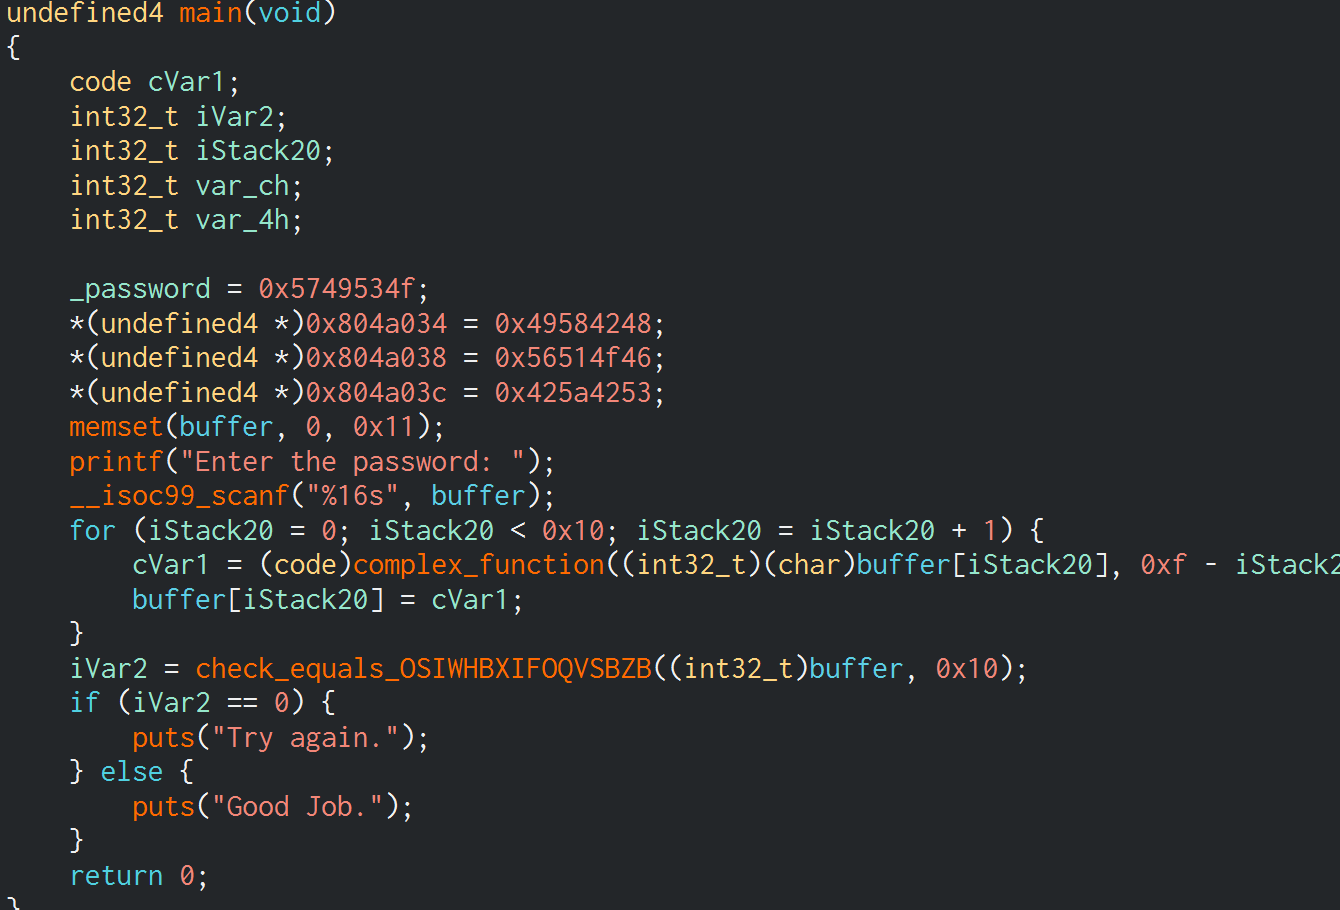 undefined4 main(void)
{
    code cVar1;
    int32_t iVar2;
    int32_t iStack20;
    int32_t var_ch;
    int32_t var_4h;

    _password = 0x5749534f;
    *(undefined4 *)0x804a034 = 0x49584248;
    *(undefined4 *)0x804a038 = 0x56514f46;
    *(undefined4 *)0x804a03c = 0x425a4253;
    memset(buffer, 0, 0x11);
    printf("Enter the password: ");
    __isoc99_scanf("%16s", buffer);
    for (iStack20 = 0; iStack20 < 0x10; iStack20 = iStack20 + 1) {
        cVar1 = (code)complex_function((int32_t)(char)buffer[iStack20], 0xf - iStack2
        buffer[iStack20] = cVar1;
    }
    iVar2 = check_equals_OSIWHBXIFOQVSBZB((int32_t)buffer, 0x10);
    if (iVar2 == 0) {
        puts("Try again.");
    } else {
        puts("Good Job.");
    }
    return 0;
}